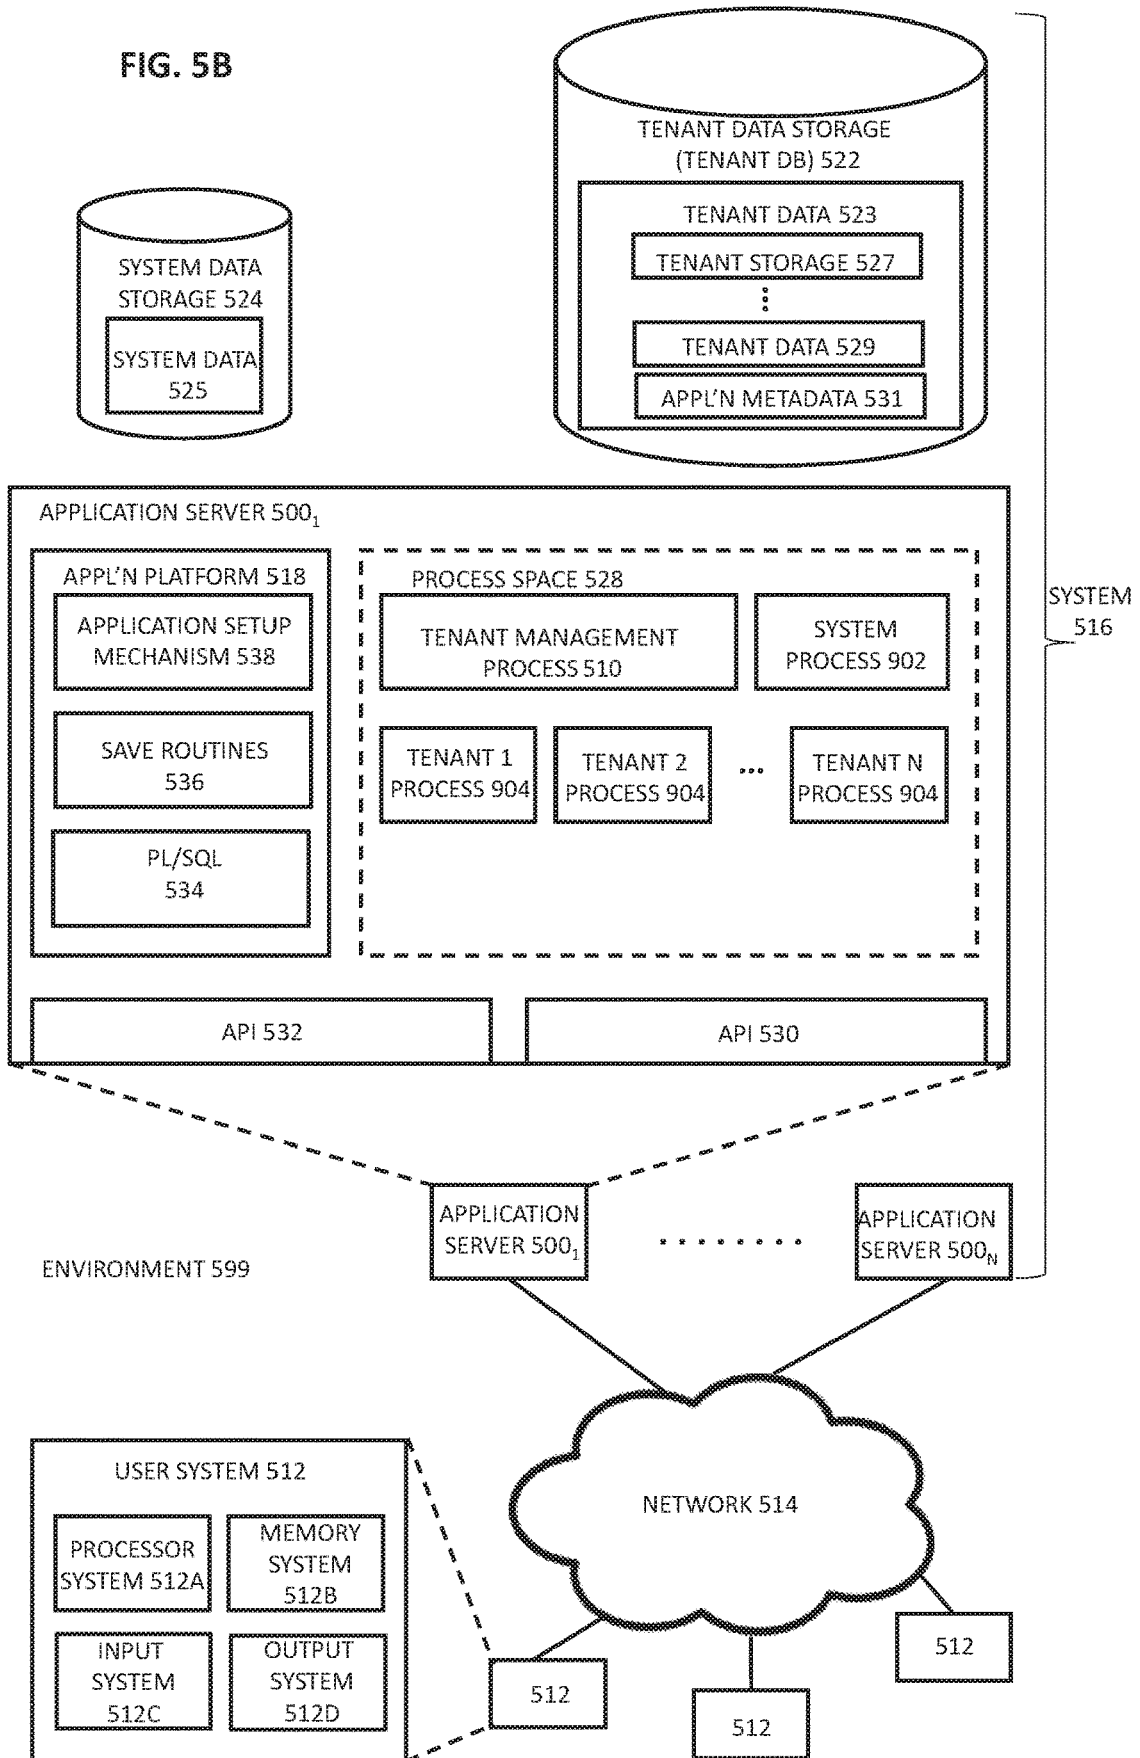 FIG. 5B
TENANT DATA STORAGE
(TENANT DB) 522
TENANT DATA 523
TENANT STORAGE 527
TENANT DATA 529
APPL'N METADATA 531
SYSTEM DATA
STORAGE 524
SYSTEM DATA
525
SYSTEM
516
APPLICATION SERVER 500₁
APPL'N PLATFORM 518
APPLICATION SETUP
MECHANISM 538
SAVE ROUTINES
536
PL/SQL
534
PROCESS SPACE 528
TENANT MANAGEMENT
PROCESS 510
SYSTEM
PROCESS 902
TENANT 1
PROCESS 904
TENANT 2
PROCESS 904
...
TENANT N
PROCESS 904
API 532
API 530
APPLICATION
SERVER 500₁
........
APPLICATION
SERVER 500ₙ
ENVIRONMENT 599
NETWORK 514
USER SYSTEM 512
PROCESSOR
SYSTEM 512A
MEMORY
SYSTEM
512B
INPUT
SYSTEM
512C
OUTPUT
SYSTEM
512D
512
512
512